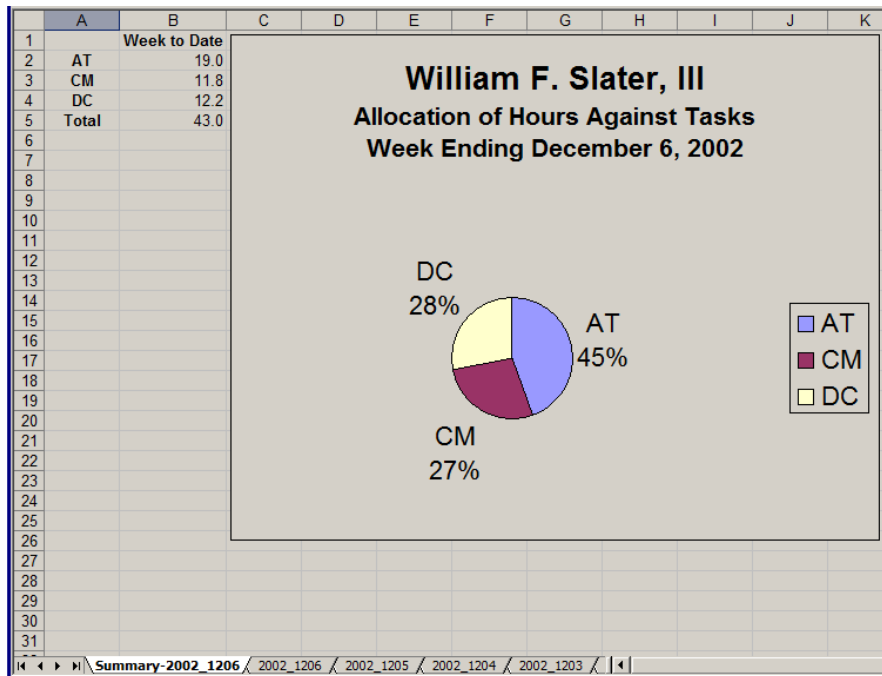 A B C D E F G H I J K
1 Week to Date
2 AT 19.0
3 CM 11.8
4 DC 12.2
5 Total 43.0
6
7
8
9
10
11
12
13
14
15
16
17
18
19
20
21
22
23
24
25
26
27
28
29
30
31
William F. Slater, III
Allocation of Hours Against Tasks
Week Ending December 6, 2002
DC
28%
AT
45%
CM
27%
AT
CM
DC
Summary-2002_1206 2002_1206 2002_1205 2002_1204 2002_1203